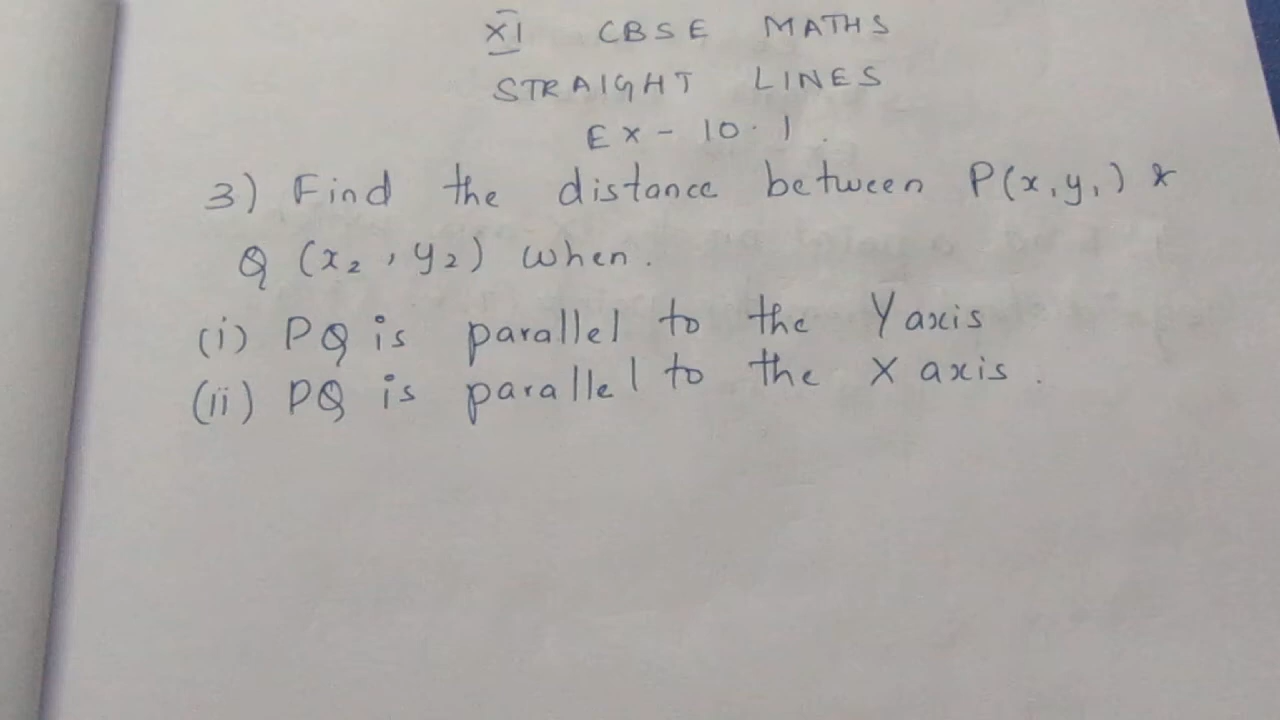 XI CBSE MATHS
STRAIGHT LINES
Ex - 10.1.
3) Find the distance between P(x₁y₁) &
Q (x₂, y₂) when.
(i) PQ is parallel to the Y axis
(ii) PQ is parallel to the X axis.